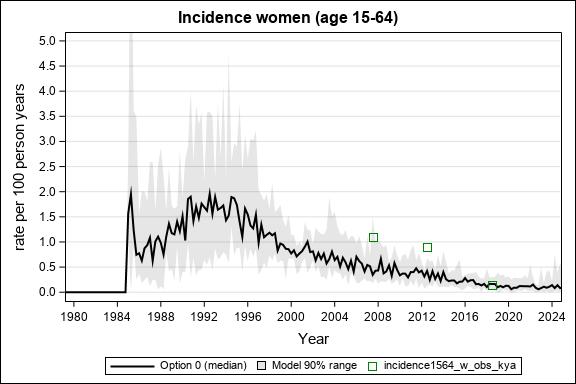 Incidence women (age 15-64)
rate per 100 person years
5.0
4.5
4.0
3.5
3.0
2.5
2.0
1.5
1.0
0.5
0.0
1980 1984 1988 1992 1996 2000 2004 2008 2012 2016 2020 2024
Year
Option 0 (median) Model 90% range incidence1564_w_obs_kya